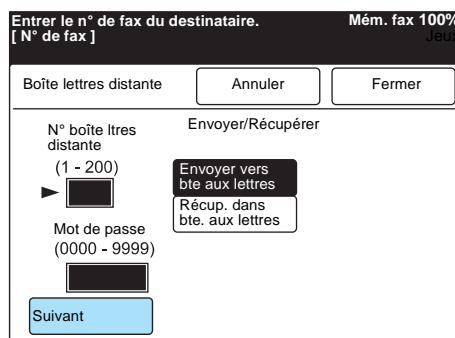 Entrer le n° de fax du destinataire. Mém. fax 100%
[ N° de fax ] Jeux
Boîte lettres distante Annuler Fermer
N° boîte ltres
distante
(1 - 200)
Envoyer/Récupérer
Envoyer vers
bte aux lettres
Récup. dans
bte. aux lettres
Mot de passe
(0000 - 9999)
Suivant